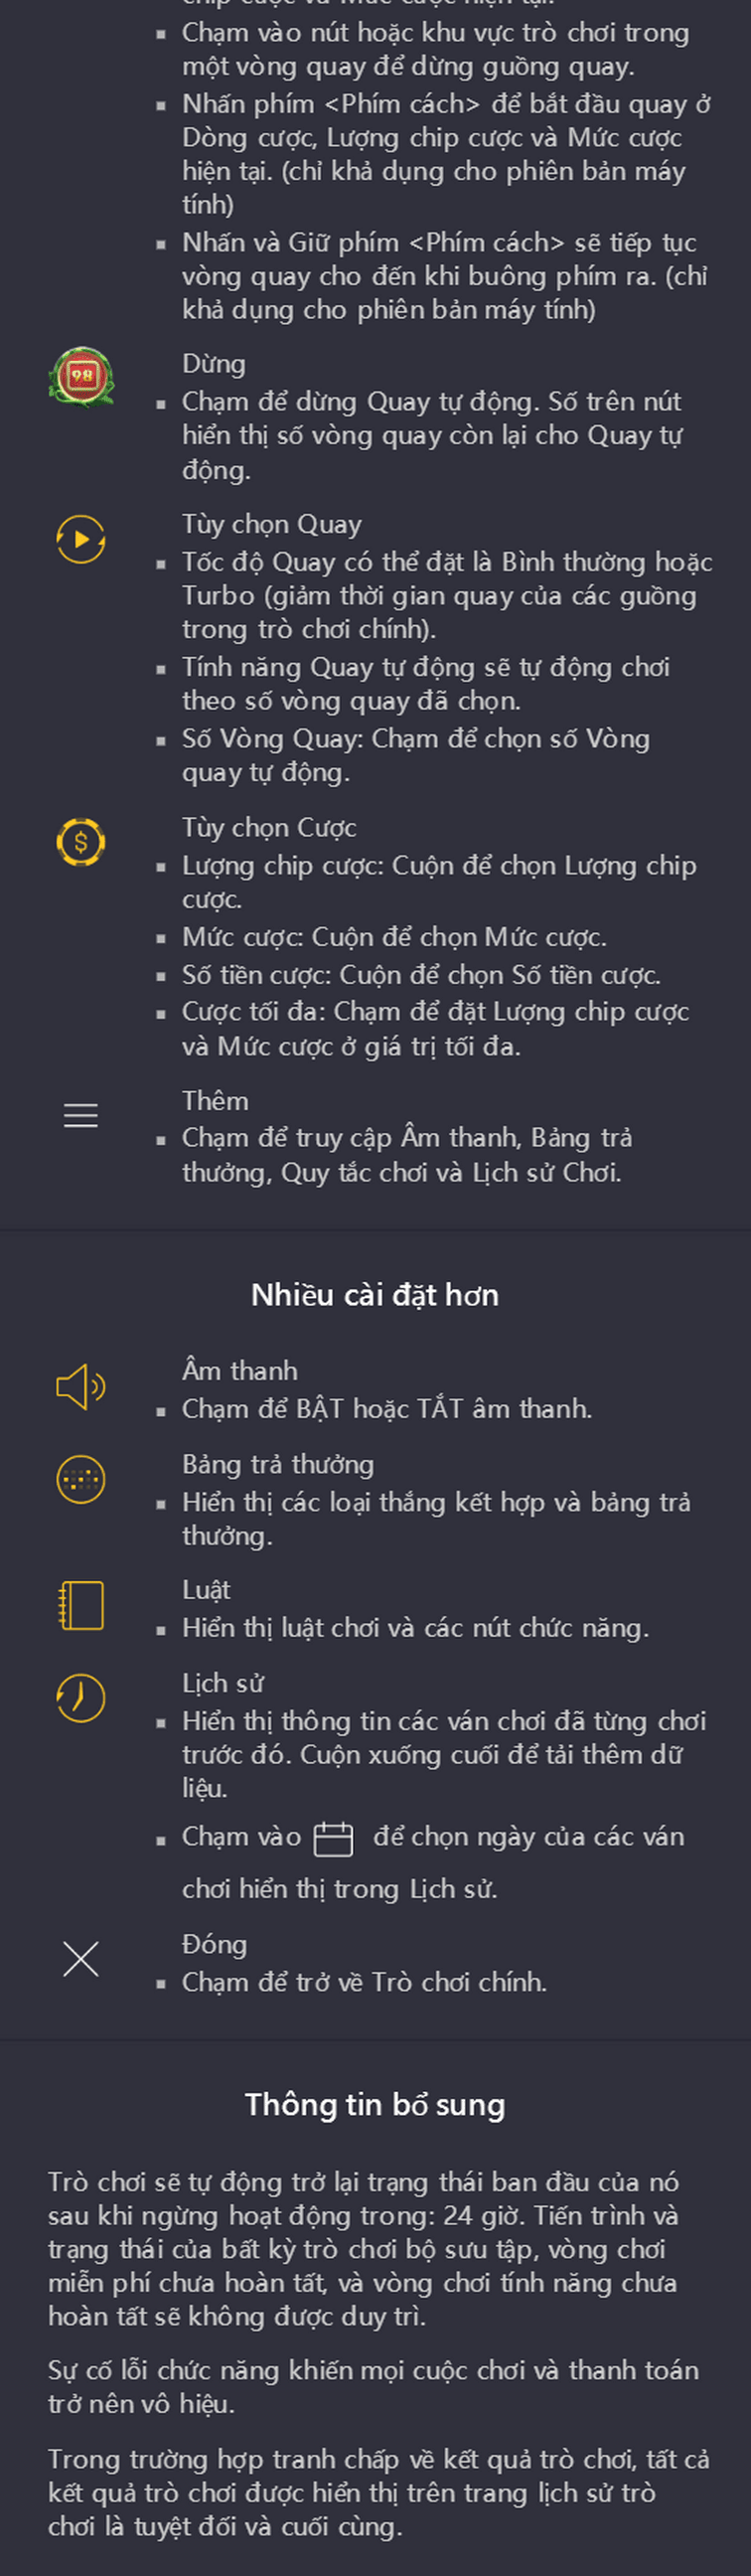 chip cược và Mức cược hiện tại.
Chạm vào nút hoặc khu vực trò chơi trong
một vòng quay để dừng guồng quay.
Nhấn phím <Phím cách> để bắt đầu quay ở
Dòng cược, Lượng chip cược và Mức cược
hiện tại. (chỉ khả dụng cho phiên bản máy
tính)
Nhấn và Giữ phím <Phím cách> sẽ tiếp tục
vòng quay cho đến khi buông phím ra. (chỉ
khả dụng cho phiên bản máy tính)
98
Dừng
Chạm để dừng Quay tự động. Số trên nút
hiển thị số vòng quay còn lại cho Quay tự
động.
Tùy chọn Quay
Tốc độ Quay có thể đặt là Bình thường hoặc
Turbo (giảm thời gian quay của các guồng
trong trò chơi chính).
Tính năng Quay tự động sẽ tự động chơi
theo số vòng quay đã chọn.
Số Vòng Quay: Chạm để chọn số Vòng
quay tự động.
$
Tùy chọn Cược
Lượng chip cược: Cuộn để chọn Lượng chip
cược.
Mức cược: Cuộn để chọn Mức cược.
Số tiền cược: Cuộn để chọn Số tiền cược.
Cược tối đa: Chạm để đặt Lượng chip cược
và Mức cược ở giá trị tối đa.
Thêm
Chạm để truy cập Âm thanh, Bảng trả
thưởng, Quy tắc chơi và Lịch sử Chơi.
Nhiều cài đặt hơn
Âm thanh
Chạm để BẬT hoặc TẮT âm thanh.
Bảng trả thưởng
Hiển thị các loại thắng kết hợp và bảng trả
thưởng.
Luật
Hiển thị luật chơi và các nút chức năng.
Lịch sử
Hiển thị thông tin các ván chơi đã từng chơi
trước đó. Cuộn xuống cuối để tải thêm dữ
liệu.
Chạm vào để chọn ngày của các ván
chơi hiển thị trong Lịch sử.
Đóng
Chạm để trở về Trò chơi chính.
Thông tin bổ sung
Trò chơi sẽ tự động trở lại trạng thái ban đầu của nó
sau khi ngừng hoạt động trong: 24 giờ. Tiến trình và
trạng thái của bất kỳ trò chơi bộ sưu tập, vòng chơi
miễn phí chưa hoàn tất, và vòng chơi tính năng chưa
hoàn tất sẽ không được duy trì.
Sự cố lỗi chức năng khiến mọi cuộc chơi và thanh toán
trở nên vô hiệu.
Trong trường hợp tranh chấp về kết quả trò chơi, tất cả
kết quả trò chơi được hiển thị trên trang lịch sử trò
chơi là tuyệt đối và cuối cùng.